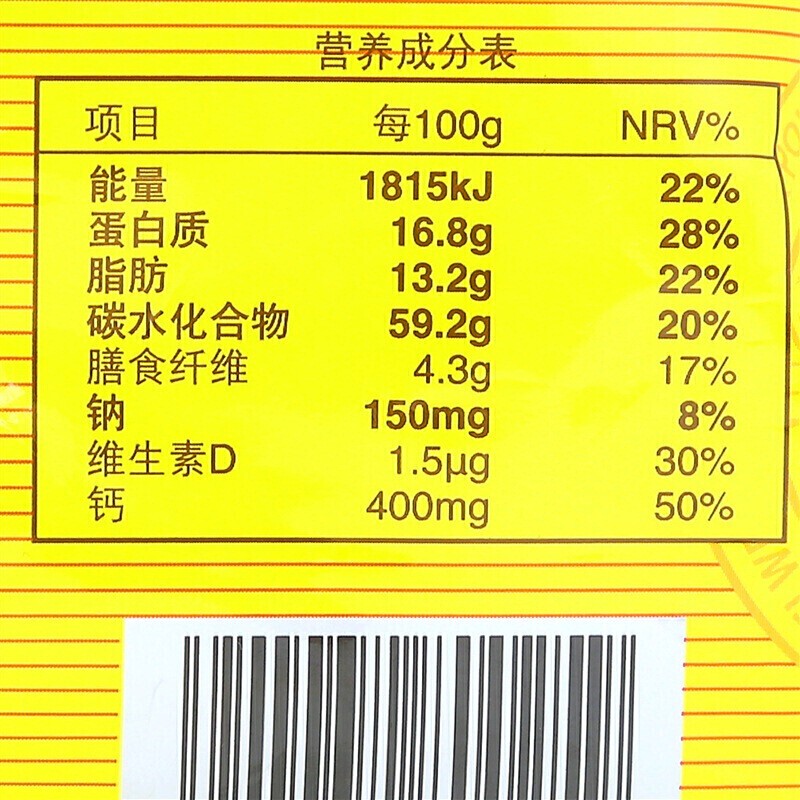 营养成分表
项目 每100g NRV%
能量 1815kJ 22%
蛋白质 16.8g 28%
脂肪 13.2g 22%
碳水化合物 59.2g 20%
膳食纤维 4.3g 17%
钠 150mg 8%
维生素D 1.5μg 30%
钙 400mg 50%